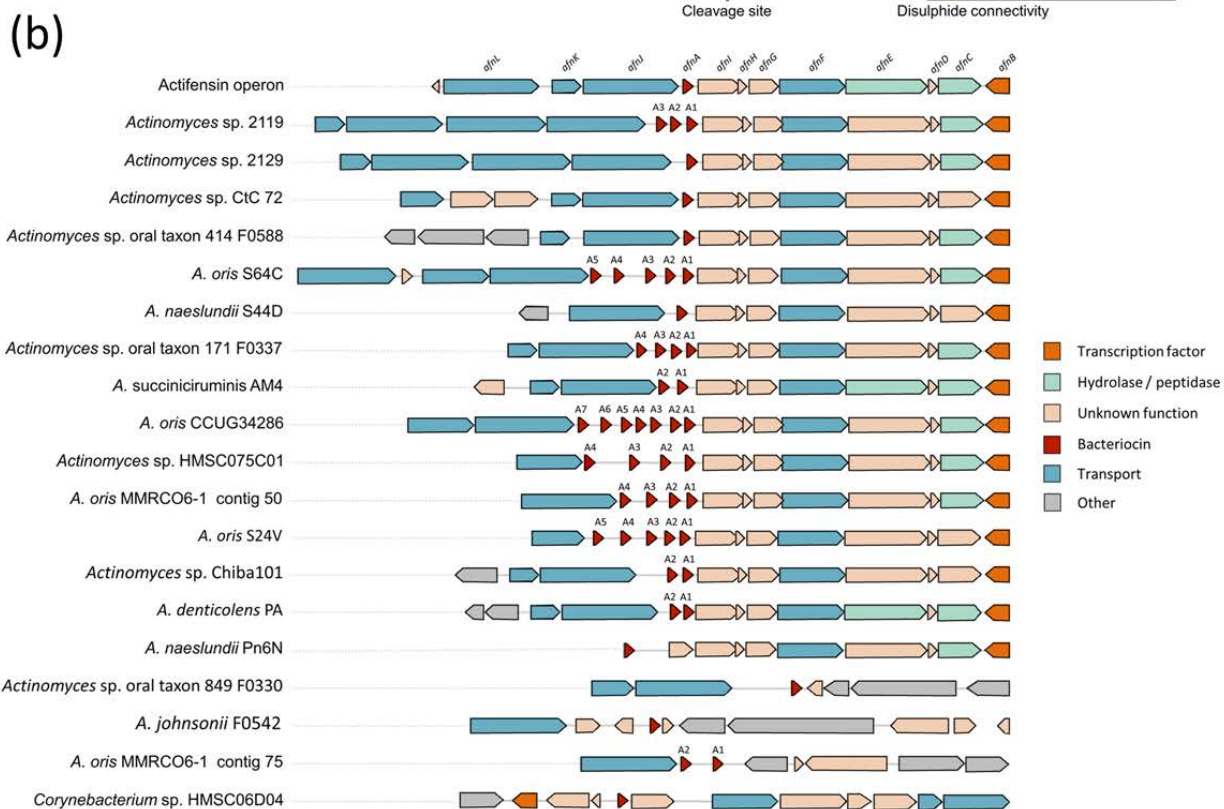 Cleavage site Disulphide connectivity
(b)
afnL afnK afnJ afnA afnI afnH afnG afnF afnE afnD afnC afnB
Actifensin operon
A3 A2 A1
Actinomyces sp. 2119
Actinomyces sp. 2129
Actinomyces sp. CtC 72
Actinomyces sp. oral taxon 414 F0588
A5 A4 A3 A2 A1
A. oris S64C
A. naeslundii S44D
A4 A3 A2 A1
Actinomyces sp. oral taxon 171 F0337
A2 A1
A. succiniciruminis AM4
A7 A6 A5 A4 A3 A2 A1
A. oris CCUG34286
A4 A3 A2 A1
Actinomyces sp. HMSC075C01
A4 A3 A2 A1
A. oris MMRCO6-1 contig 50
A5 A4 A3 A2 A1
A. oris S24V
A2 A1
Actinomyces sp. Chiba101
A2 A1
A. denticolens PA
A. naeslundii Pn6N
Actinomyces sp. oral taxon 849 F0330
A. johnsonii F0542
A2 A1
A. oris MMRCO6-1 contig 75
Corynebacterium sp. HMSC06D04
Transcription factor
Hydrolase / peptidase
Unknown function
Bacteriocin
Transport
Other